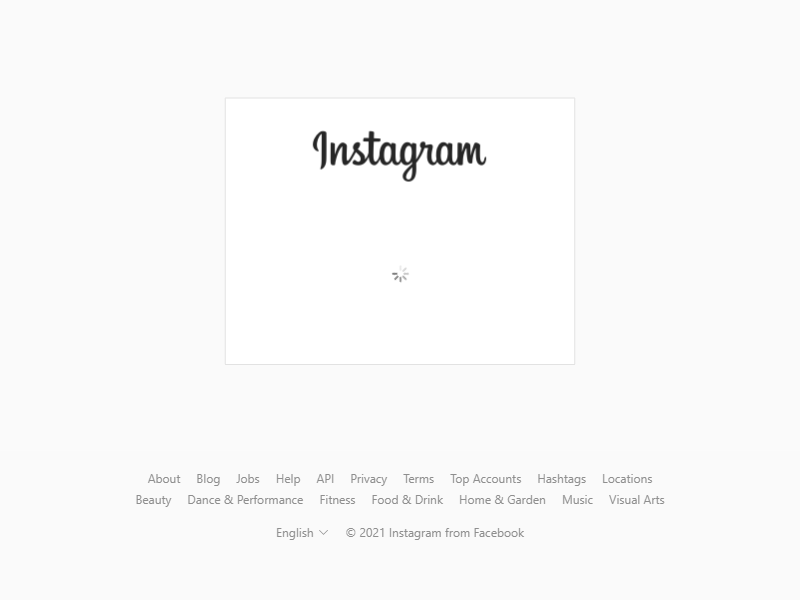 Instagram
About Blog Jobs Help API Privacy Terms Top Accounts Hashtags Locations
Beauty Dance & Performance Fitness Food & Drink Home & Garden Music Visual Arts
English © 2021 Instagram from Facebook